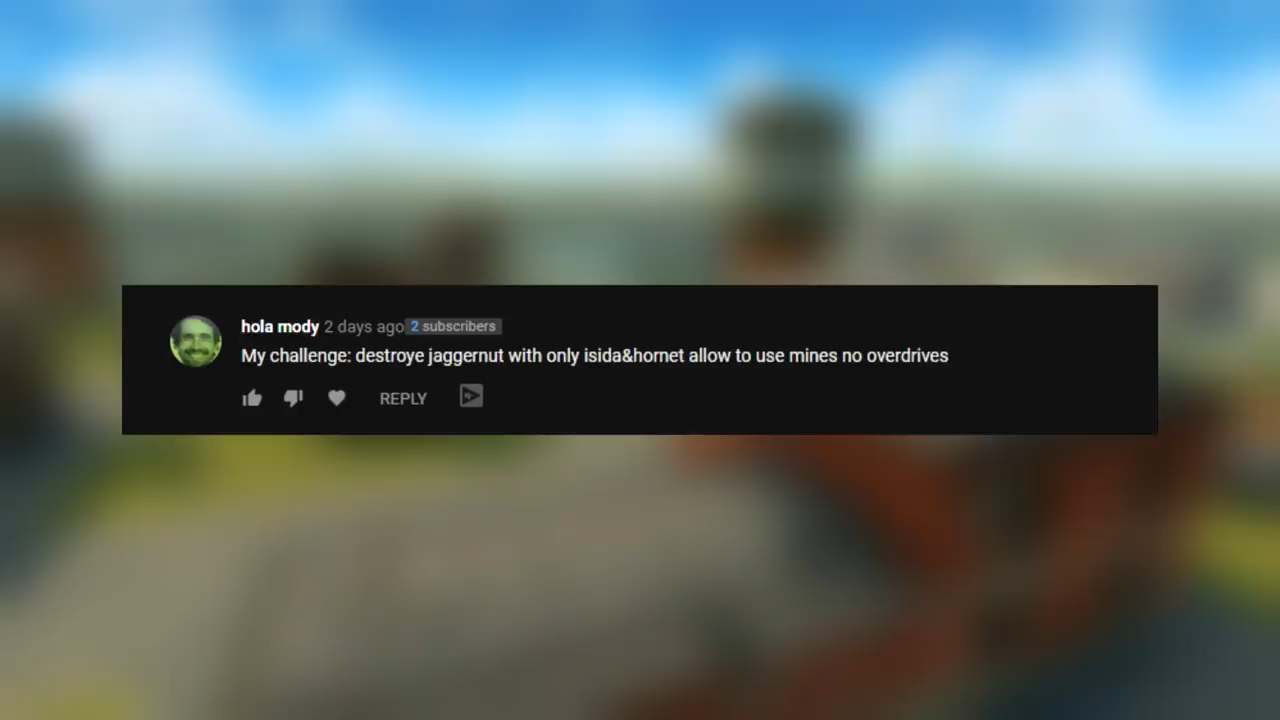 hola mody 2 days ago 2 subscribers
My challenge: destroye jaggernut with only isida&hornet allow to use mines no overdrives
REPLY